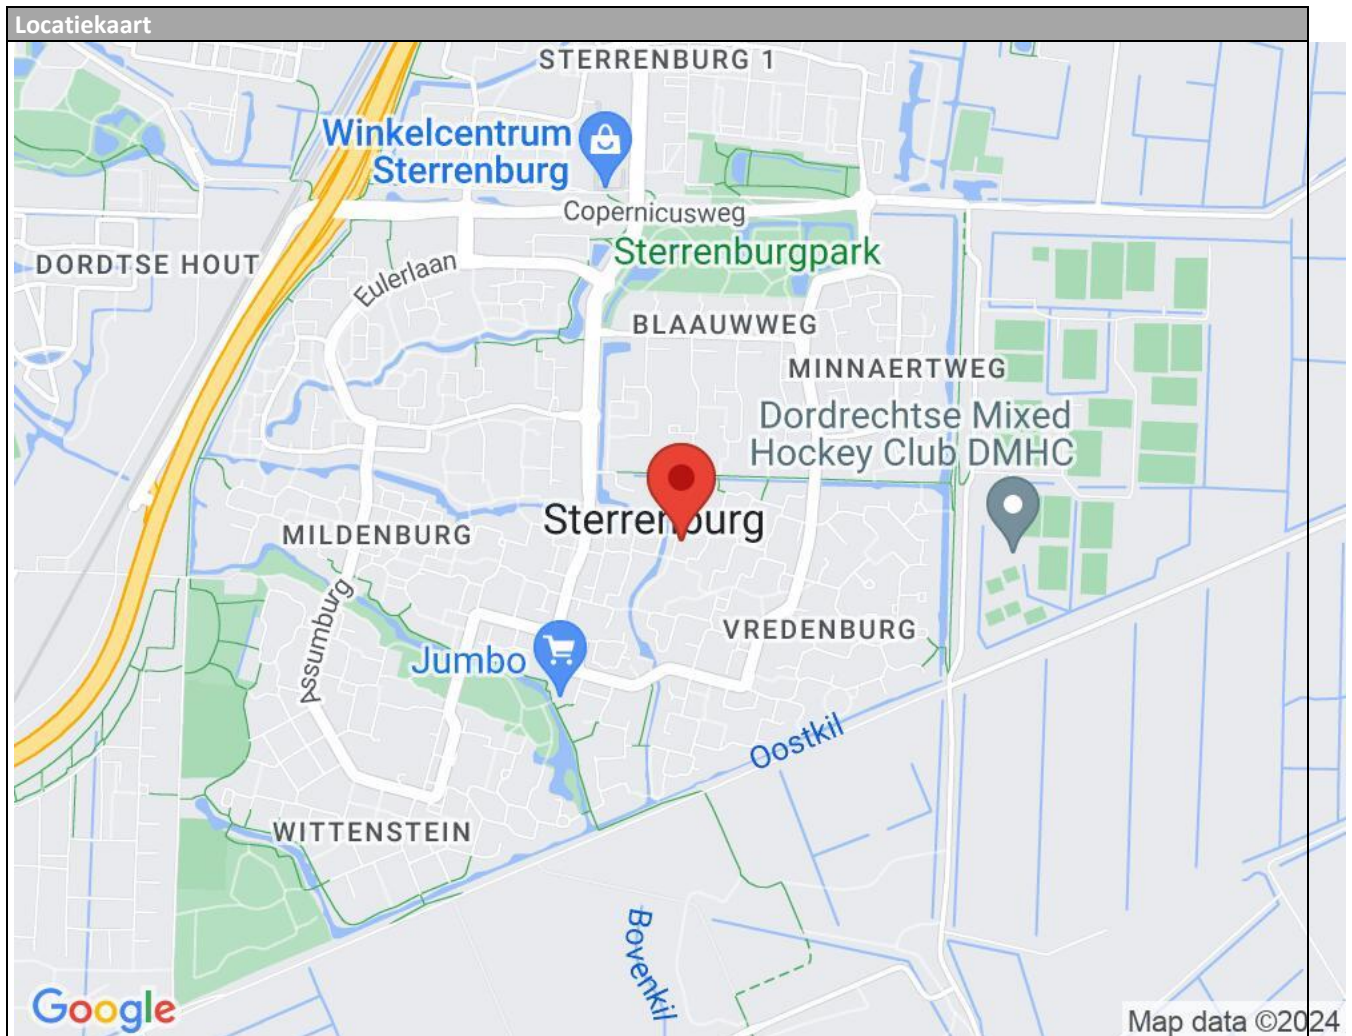 Locatiekaart
STERRENBURG 1
Winkelcentrum
Sterrenburg
Copernicusweg
Sterrenburgpark
DORDTSE HOUT
Eulerlaan
BLAAUWWEG
MINNAERTWEG
Dordrechtse Mixed
Hockey Club DMHC
Sterrenburg
MILDENBURG
Assumburg
VREDENBURG
Jumbo
Oostkil
WITTENSTEIN
Bovenkil
Google
Map data ©2024